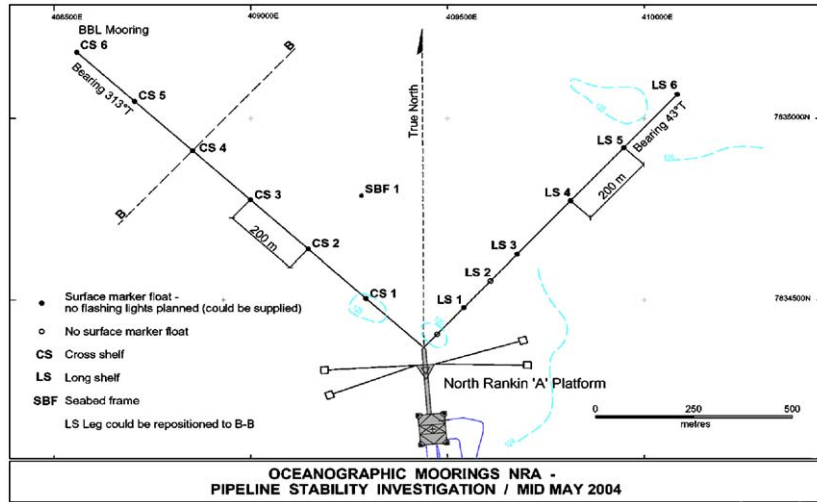 408500E
409000E
409500E
410000E
BBL Mooring
CS 6
B
Bearing 313°T
CS 5
True North
LS 6
7635000N
CS 4
LS 5
Bearing 43°T
CS 3
SBF 1
LS 4
200 m
B
200 m
CS 2
LS 3
LS 2
CS 1
LS 1
7634500N
Surface marker float -
no flashing lights planned (could be supplied)
No surface marker float
CS Cross shelf
LS Long shelf
SBF Seabed frame
LS Leg could be repositioned to B-B
North Rankin 'A' Platform
0 250 500
metres
OCEANOGRAPHIC MOORINGS NRA -
PIPELINE STABILITY INVESTIGATION / MID MAY 2004